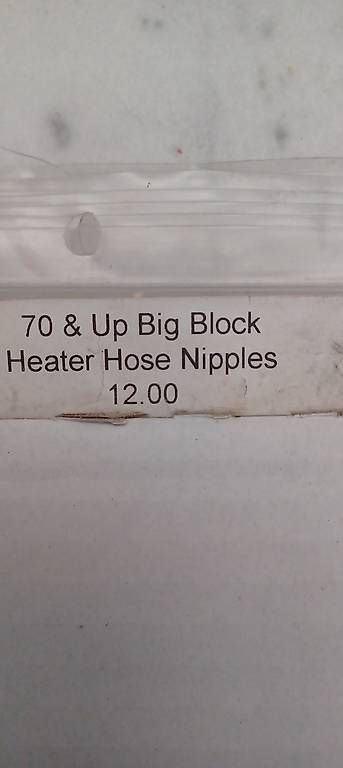 70 & Up Big Block
Heater Hose Nipples
12.00